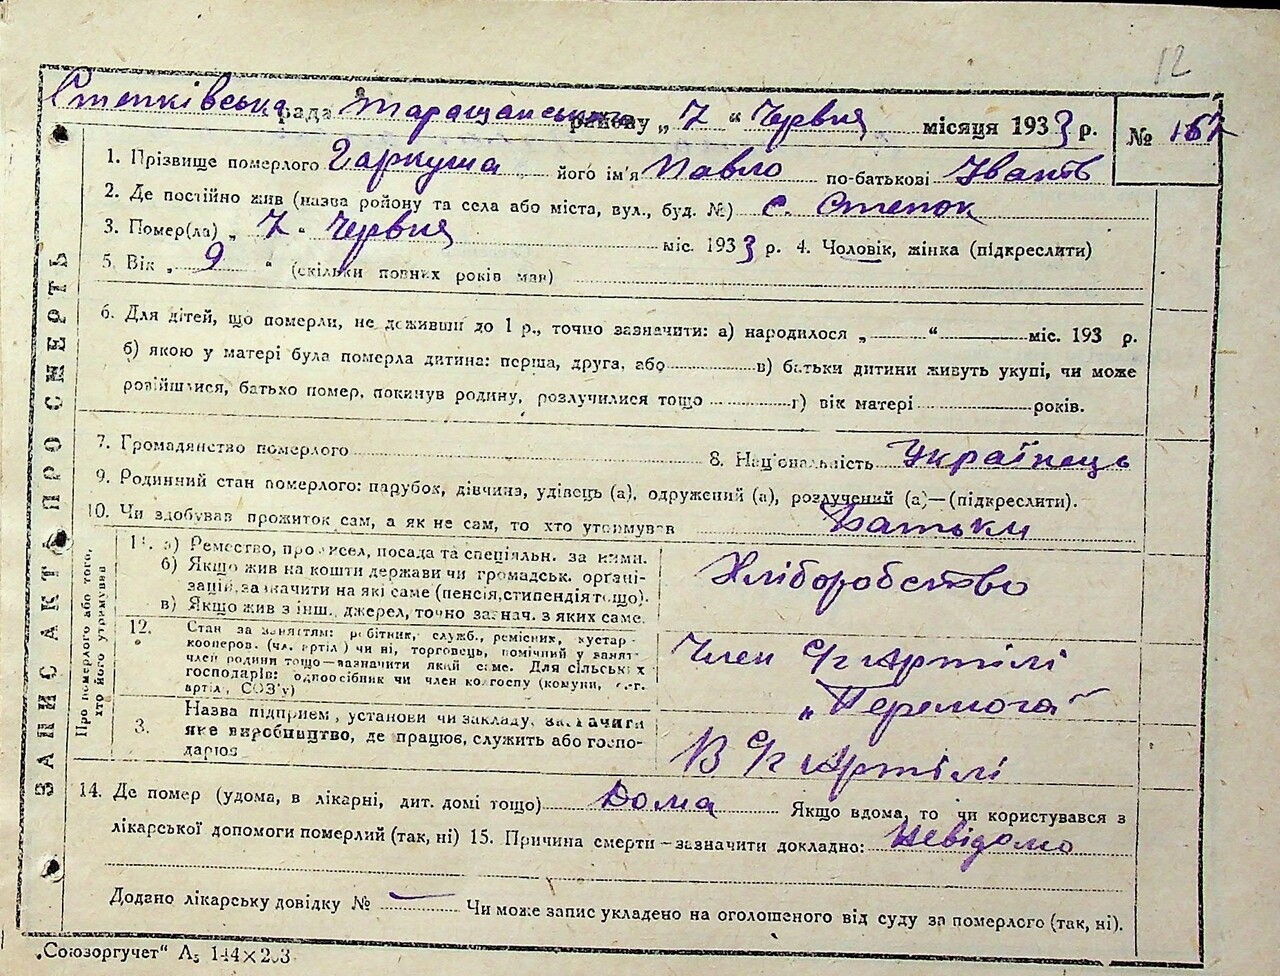 12
Степківська рада Таращанського району „ 7 “ Червня місяця 1933 р. № 167
1. Прізвище померлого Гаркуша його ім'я Павло по-батькові Іванів
2. Де постійно жив (назва ройону та села або міста, вул., буд. №) с. Степок
3. Помер(ла) „ 7 “ Червня міс. 1933 р. 4. Чоловік, жінка (підкреслити)
5. Вік „ 9 “ (скільки повних років мав)
6. Для дітей, що померли, не доживши до 1 р., точно зазначити: а) народилося „ “ міс. 193 р.
б) якою у матері була померла дитина: перша, друга, або в) батьки дитини живуть укупі, чи може
розійшлися, батько помер, покинув родину, розлучилися тощо г) вік матері років.
7. Громадянство померлого 8. Національність Українець
9. Родинний стан померлого: парубок, дівчина, удівець (а), одружений (а), розлучений (а)—(підкреслити).
10. Чи здобував прожиток сам, а як не сам, то хто утримував Батьки
ЗАПИС АКТУ ПРО СМЕРТЬ
Про померлого або того, хто його утримував
11. а) Ремество, промисел, посада та спеціяльн. за ними.
б) Якщо жив на кошти держави чи громадськ. орґані-
зацій, зазначити на які саме (пенсія, стипендія тощо).
в) Якщо жив з інш. джерел, точно зазнач. з яких саме.
Хліборобство
12. Стан за заняттям: робітник, служб., ремісник, кустар
кооперов. (чл. артіл) чи ні, торговець, помічний у занят.
член родини тощо—зазначити який саме. Для сільських
господарів: одноосібник чи член колгоспу (комуни, с.-г.
артіл, СОЗ'у)
Член С/г Артілі
„Перемога“
3. Назва підприєм., установи чи закладу, зазначити
яке виробництво, де працює, служить або госпо-
дарює
В С/г Артілі
14. Де помер (удома, в лікарні, дит. домі тощо) Дома Якщо вдома, то чи користувався з
лікарської допомоги померлий (так, ні) 15. Причина смерти—зазначити докладно: Невідомо
Додано лікарську довідку № — Чи може запис укладено на оголошеного від суду за померлого (так, ні).
„Союзоргучет“ А₅ 144×203